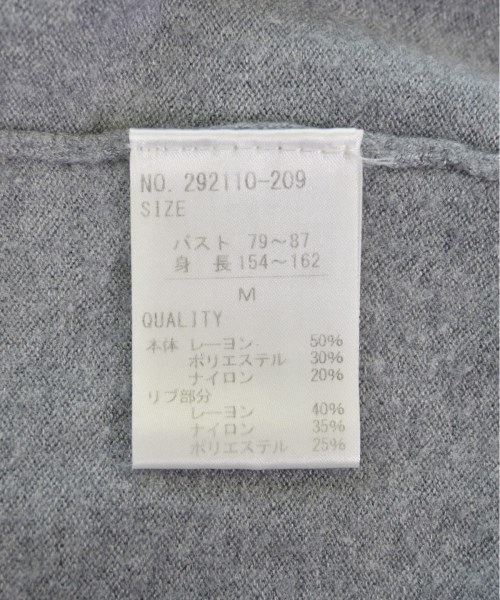 NO. 292110-209
SIZE
バスト 79～87
身 長 154～162
M
QUALITY
本体 レーヨン 50%
ポリエステル 30%
ナイロン 20%
リブ部分
レーヨン 40%
ナイロン 35%
ポリエステル 25%